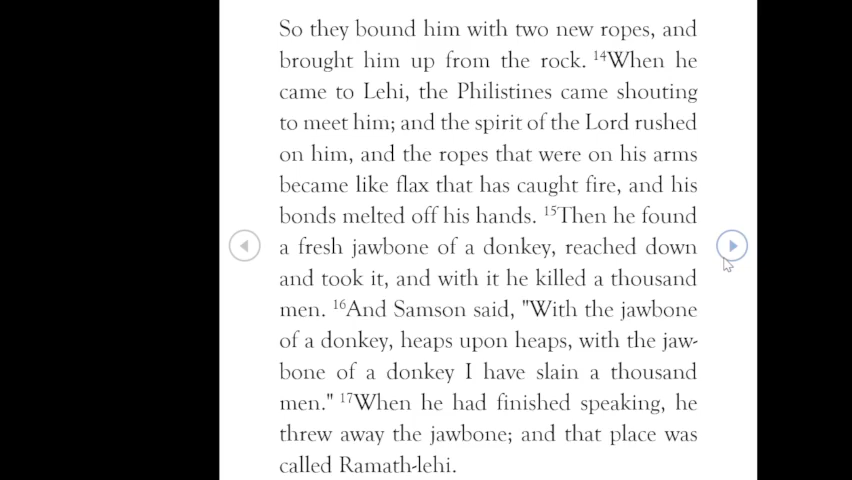 So they bound him with two new ropes, and
brought him up from the rock. ¹⁴When he
came to Lehi, the Philistines came shouting
to meet him; and the spirit of the Lord rushed
on him, and the ropes that were on his arms
became like flax that has caught fire, and his
bonds melted off his hands. ¹⁵Then he found
a fresh jawbone of a donkey, reached down
and took it, and with it he killed a thousand
men. ¹⁶And Samson said, "With the jawbone
of a donkey, heaps upon heaps, with the jaw-
bone of a donkey I have slain a thousand
men." ¹⁷When he had finished speaking, he
threw away the jawbone; and that place was
called Ramath-lehi.